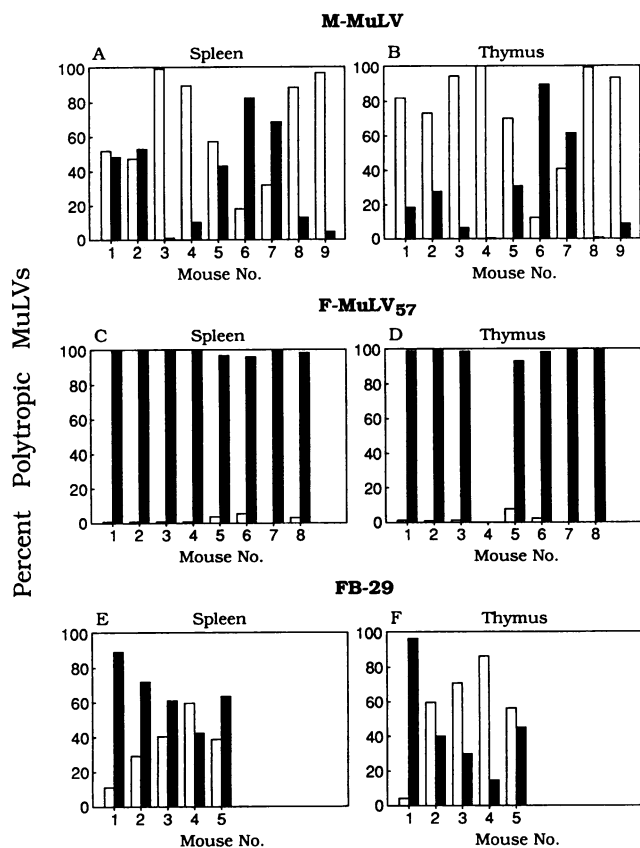 M-MuLV
A Spleen
100
80
60
40
20
0
1 2 3 4 5 6 7 8 9
Mouse No.
B Thymus
100
80
60
40
20
0
1 2 3 4 5 6 7 8 9
Mouse No.
Percent Polytropic MuLVs
F-MuLV57
C Spleen
100
80
60
40
20
0
1 2 3 4 5 6 7 8
Mouse No.
D Thymus
100
80
60
40
20
0
1 2 3 4 5 6 7 8
Mouse No.
FB-29
E Spleen
100
80
60
40
20
0
1 2 3 4 5
Mouse No.
F Thymus
100
80
60
40
20
0
1 2 3 4 5
Mouse No.